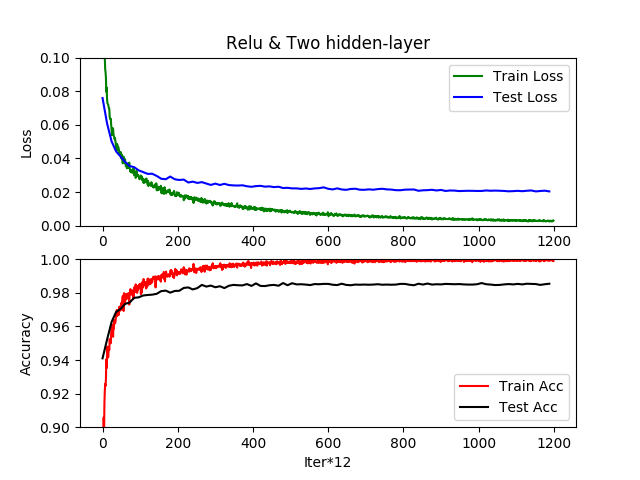 Relu & Two hidden-layer
0.10
0.08
0.06
0.04
0.02
0.00
Loss
Train Loss
Test Loss
0 200 400 600 800 1000 1200
1.00
0.98
0.96
0.94
0.92
0.90
Accuracy
Train Acc
Test Acc
0 200 400 600 800 1000 1200
Iter*12